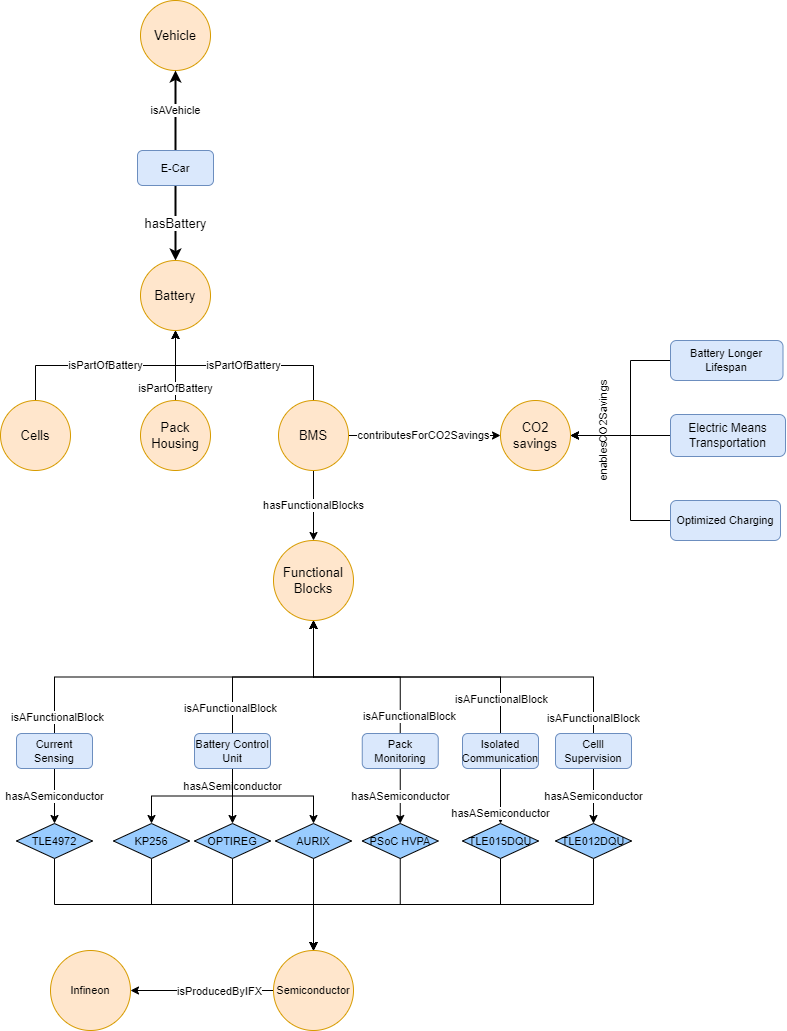 Vehicle
isAVehicle
E-Car
hasBattery
Battery
isPartOfBattery
isPartOfBattery
isPartOfBattery
Cells
Pack
Housing
BMS
contributesForCO2Savings
CO2
savings
enablesCO2Savings
Battery Longer
Lifespan
Electric Means
Transportation
Optimized Charging
hasFunctionalBlocks
Functional
Blocks
isAFunctionalBlock
isAFunctionalBlock
isAFunctionalBlock
isAFunctionalBlock
isAFunctionalBlock
Current
Sensing
Battery Control
Unit
Pack
Monitoring
Isolated
Communication
Celll
Supervision
hasASemiconductor
hasASemiconductor
hasASemiconductor
hasASemiconductor
hasASemiconductor
TLE4972
KP256
OPTIREG
AURIX
PSoC HVPA
TLE015DQU
TLE012DQU
Infineon
isProducedByIFX
Semiconductor